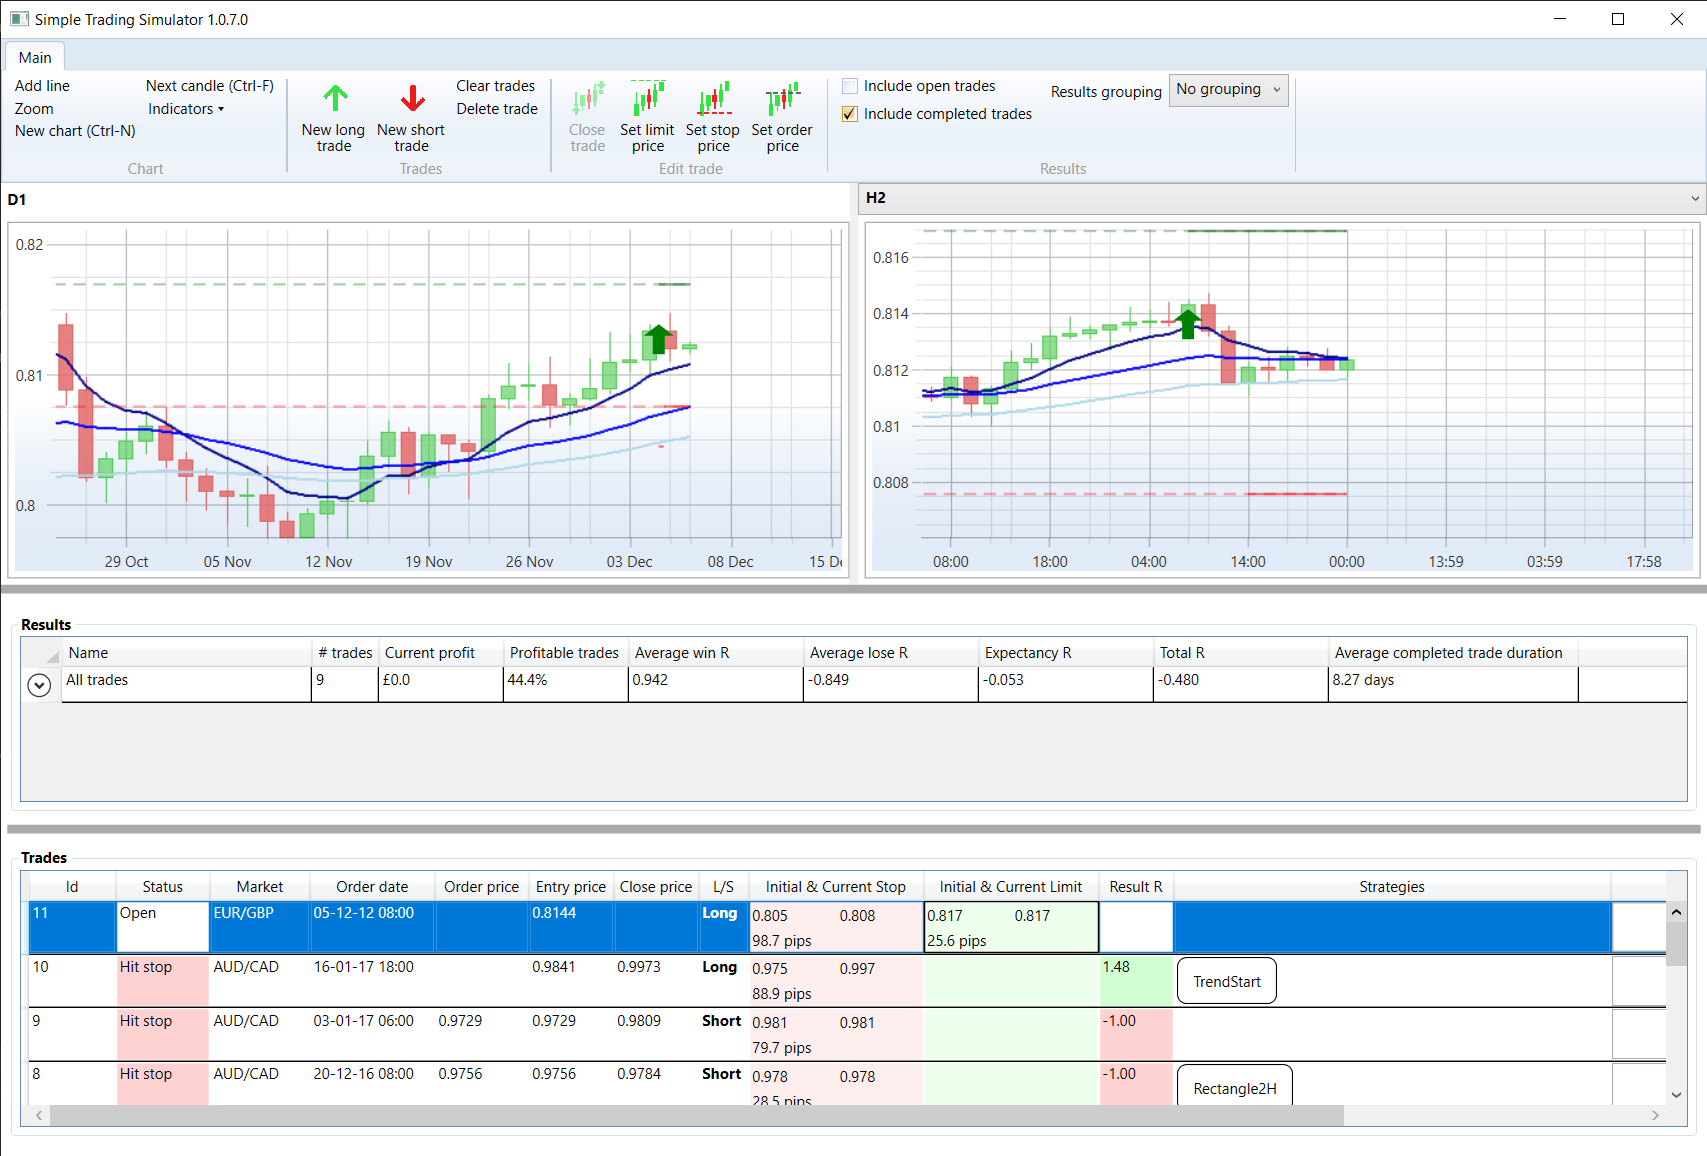 Simple Trading Simulator 1.0.7.0
Main
Add line
Zoom
New chart (Ctrl-N)
Next candle (Ctrl-F)
Indicators
Chart
New long
trade
New short
trade
Clear trades
Delete trade
Trades
Close
trade
Set limit
price
Set stop
price
Set order
price
Edit trade
Include open trades
Include completed trades
Results grouping
No grouping
Results
D1
0.82
0.81
0.8
29 Oct 05 Nov 12 Nov 19 Nov 26 Nov 03 Dec 08 Dec 15 De
H2
0.816
0.814
0.812
0.81
0.808
08:00 18:00 04:00 14:00 00:00 13:59 03:59 17:58
Results
Name # trades Current profit Profitable trades Average win R Average lose R Expectancy R Total R Average completed trade duration
All trades 9 £0.0 44.4% 0.942 -0.849 -0.053 -0.480 8.27 days
Trades
Id Status Market Order date Order price Entry price Close price L/S Initial & Current Stop Initial & Current Limit Result R Strategies
11 Open EUR/GBP 05-12-12 08:00 0.8144 Long 0.805 0.808 0.817 0.817
98.7 pips 25.6 pips
10 Hit stop AUD/CAD 16-01-17 18:00 0.9841 0.9973 Long 0.975 0.997 1.48 TrendStart
88.9 pips
9 Hit stop AUD/CAD 03-01-17 06:00 0.9729 0.9729 0.9809 Short 0.981 0.981 -1.00
79.7 pips
8 Hit stop AUD/CAD 20-12-16 08:00 0.9756 0.9756 0.9784 Short 0.978 0.978 -1.00 Rectangle2H
28.5 pips